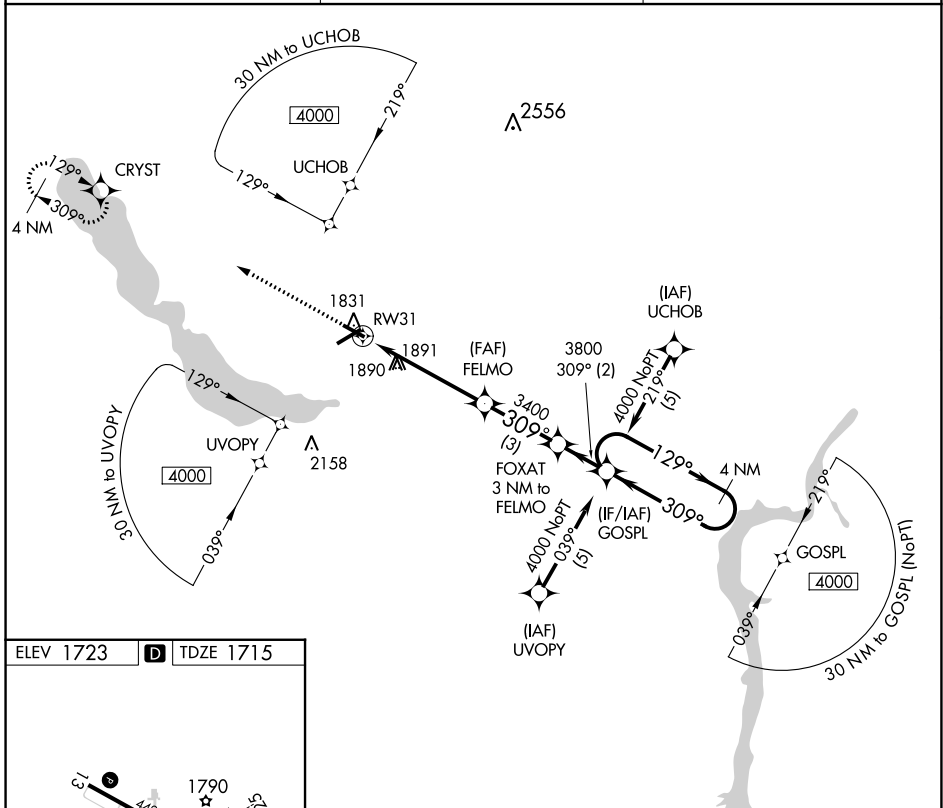 30 NM to UCHOB
4000
219°
UCHOB
129°
2556
129°
CRYST
309°
4 NM
1831
RW31
1891
1890
(FAF)
FELMO
3800
309° (2)
(IAF)
UCHOB
4000 NoPT
219°
(5)
3400
309°
(3)
FOXAT
3 NM to
FELMO
129°
4 NM
309°
(IF/IAF)
GOSPL
4000 NoPT
039°
(5)
(IAF)
UVOPY
129°
UVOPY
2158
30 NM to UVOPY
4000
039°
219°
GOSPL
4000
039°
30 NM to GOSPL (NoPT)
ELEV 1723
D
TDZE 1715
13
P
1790
25